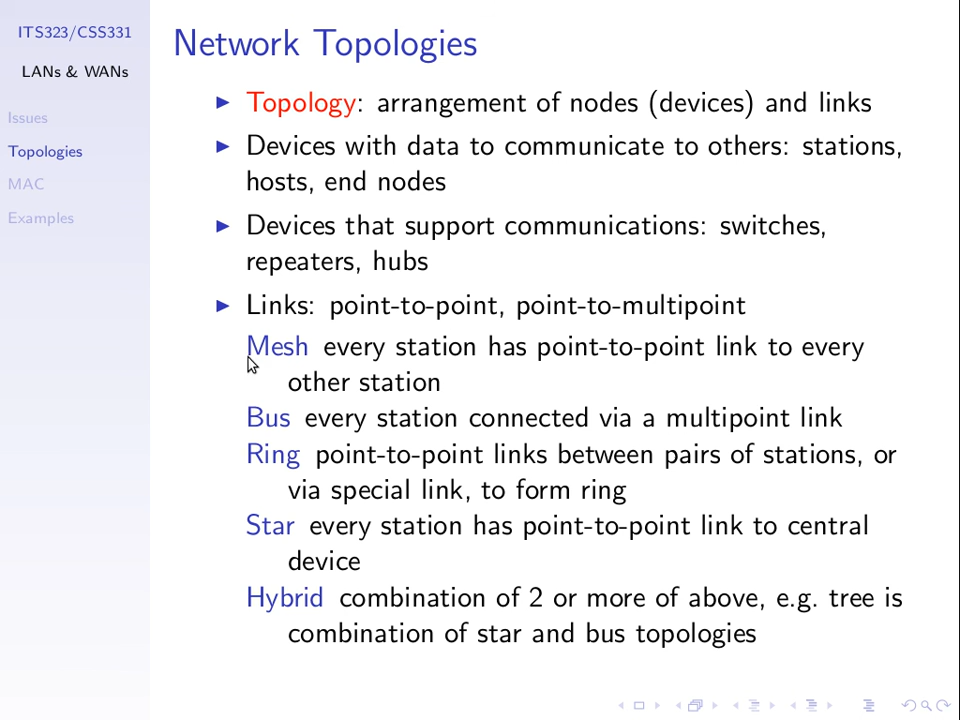 ITS323/CSS331
LANs & WANs
Issues
Topologies
MAC
Examples
Network Topologies
Topology: arrangement of nodes (devices) and links
Devices with data to communicate to others: stations,
hosts, end nodes
Devices that support communications: switches,
repeaters, hubs
Links: point-to-point, point-to-multipoint
Mesh every station has point-to-point link to every
other station
Bus every station connected via a multipoint link
Ring point-to-point links between pairs of stations, or
via special link, to form ring
Star every station has point-to-point link to central
device
Hybrid combination of 2 or more of above, e.g. tree is
combination of star and bus topologies